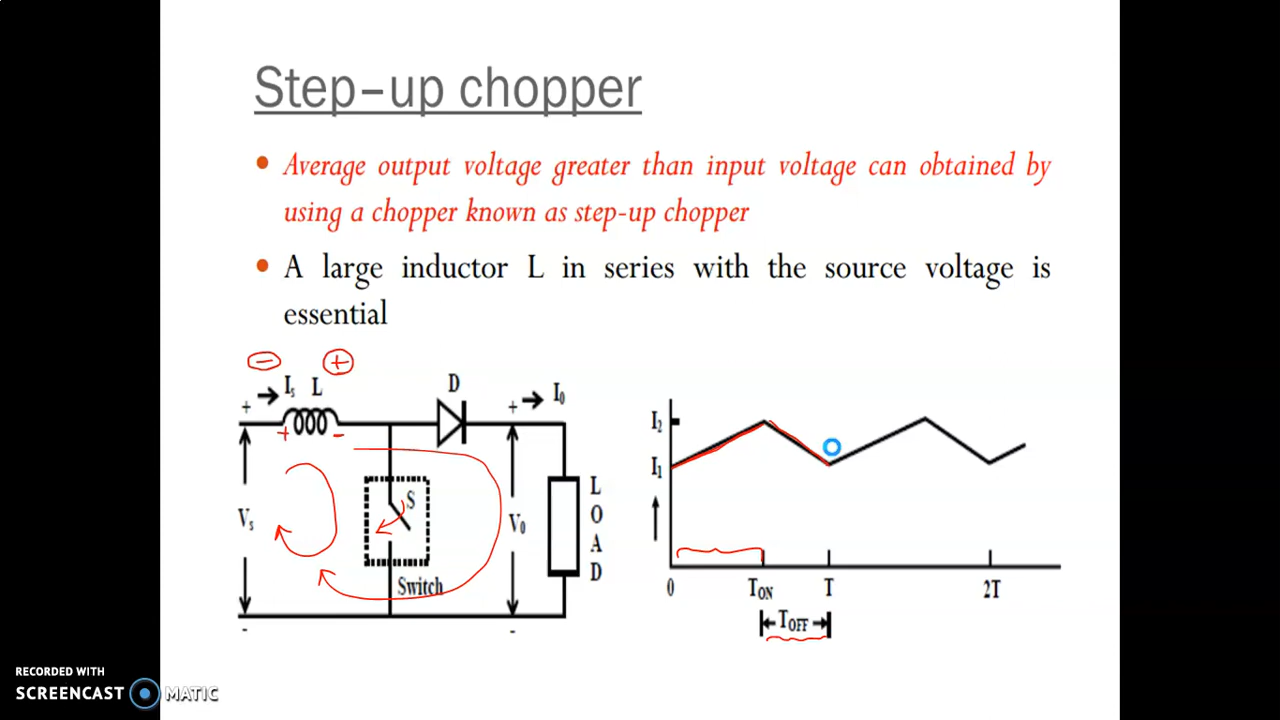 Step-up chopper
• Average output voltage greater than input voltage can obtained by
using a chopper known as step-up chopper
• A large inductor L in series with the source voltage is
essential
− +
Is L D I0
+ + 
+ -
I2
I1
S
Vs V0
L
O
A
D
Switch
- -
0 TON T 2T
TOFF
RECORDED WITH
SCREENCAST MATIC